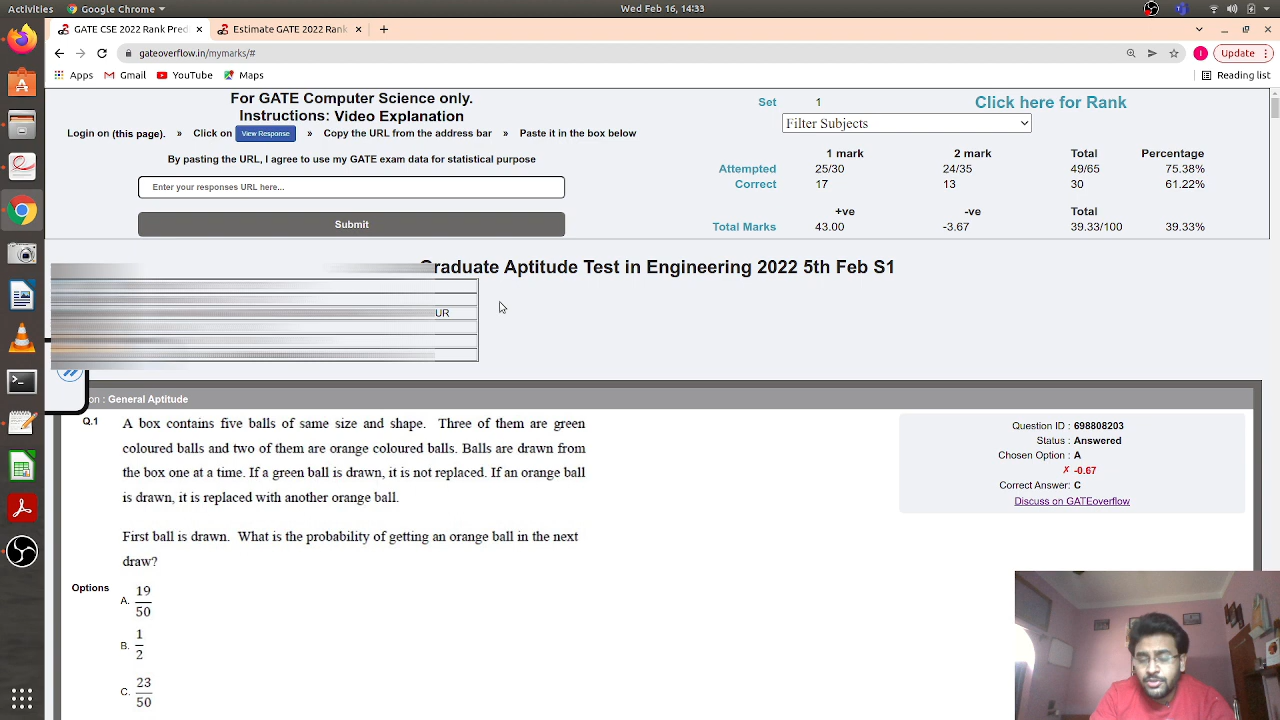 Activities
Google Chrome
Wed Feb 16, 14:33
GATE CSE 2022 Rank Pred
Estimate GATE 2022 Rank
gateoverflow.in/mymarks/#
Update
Apps
Gmail
YouTube
Maps
Reading list
For GATE Computer Science only.
Instructions: Video Explanation
Login on (this page). » Click on View Response » Copy the URL from the address bar » Paste it in the box below
By pasting the URL, I agree to use my GATE exam data for statistical purpose
Enter your responses URL here...
Submit
Set 1 Click here for Rank
Filter Subjects
1 mark 2 mark Total Percentage
Attempted 25/30 24/35 49/65 75.38%
Correct 17 13 30 61.22%
+ve -ve Total
Total Marks 43.00 -3.67 39.33/100 39.33%
Graduate Aptitude Test in Engineering 2022 5th Feb S1
UR
on : General Aptitude
Q.1 A box contains five balls of same size and shape. Three of them are green
coloured balls and two of them are orange coloured balls. Balls are drawn from
the box one at a time. If a green ball is drawn, it is not replaced. If an orange ball
is drawn, it is replaced with another orange ball.
First ball is drawn. What is the probability of getting an orange ball in the next
draw?
Options
A. 19/50
B. 1/2
C. 23/50
Question ID : 698808203
Status : Answered
Chosen Option : A
✗ -0.67
Correct Answer: C
Discuss on GATEoverflow